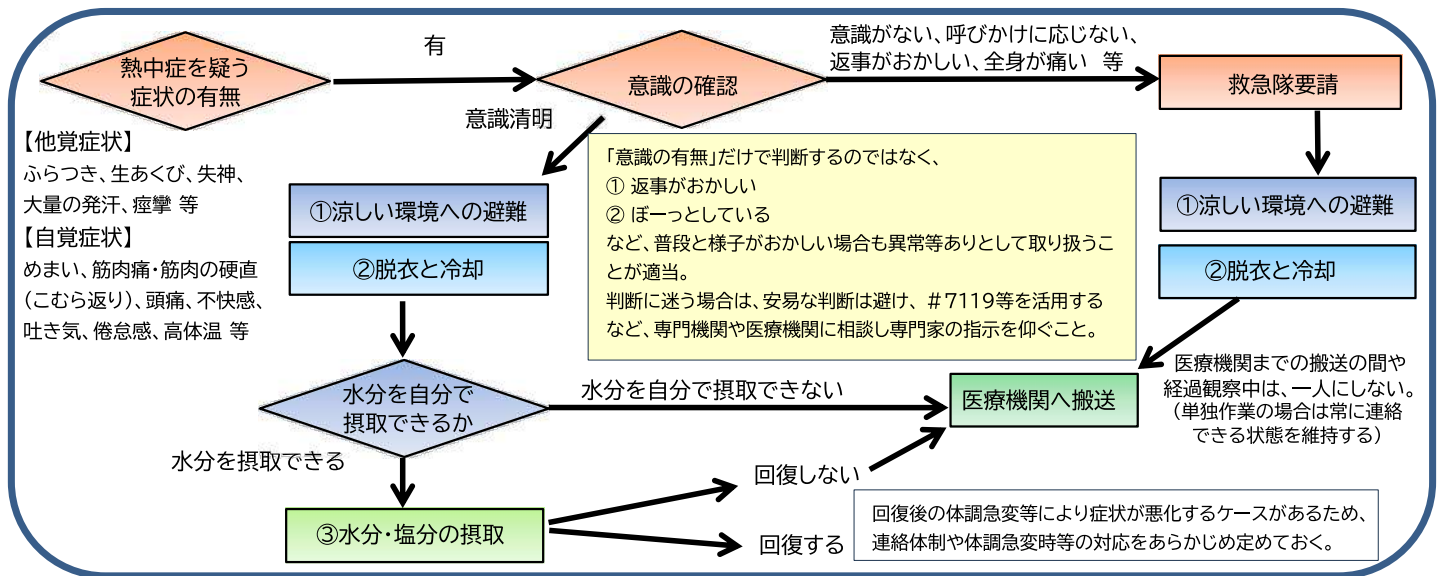 熱中症を疑う
症状の有無
有
意識の確認
意識がない、呼びかけに応じない、
返事がおかしい、全身が痛い 等
救急隊要請
意識清明
【他覚症状】
ふらつき、生あくび、失神、
大量の発汗、痙攣 等
【自覚症状】
めまい、筋肉痛・筋肉の硬直
（こむら返り）、頭痛、不快感、
吐き気、倦怠感、高体温 等
①涼しい環境への避難
②脱衣と冷却
「意識の有無」だけで判断するのではなく、
① 返事がおかしい
② ぼーっとしている
など、普段と様子がおかしい場合も異常等ありとして取り扱うこ
とが適当。
判断に迷う場合は、安易な判断は避け、＃7119等を活用する
など、専門機関や医療機関に相談し専門家の指示を仰ぐこと。
①涼しい環境への避難
②脱衣と冷却
医療機関までの搬送の間や
経過観察中は、一人にしない。
（単独作業の場合は常に連絡
できる状態を維持する）
水分を自分で
摂取できるか
水分を自分で摂取できない
医療機関へ搬送
水分を摂取できる
③水分・塩分の摂取
回復しない
回復する
回復後の体調急変等により症状が悪化するケースがあるため、
連絡体制や体調急変時等の対応をあらかじめ定めておく。